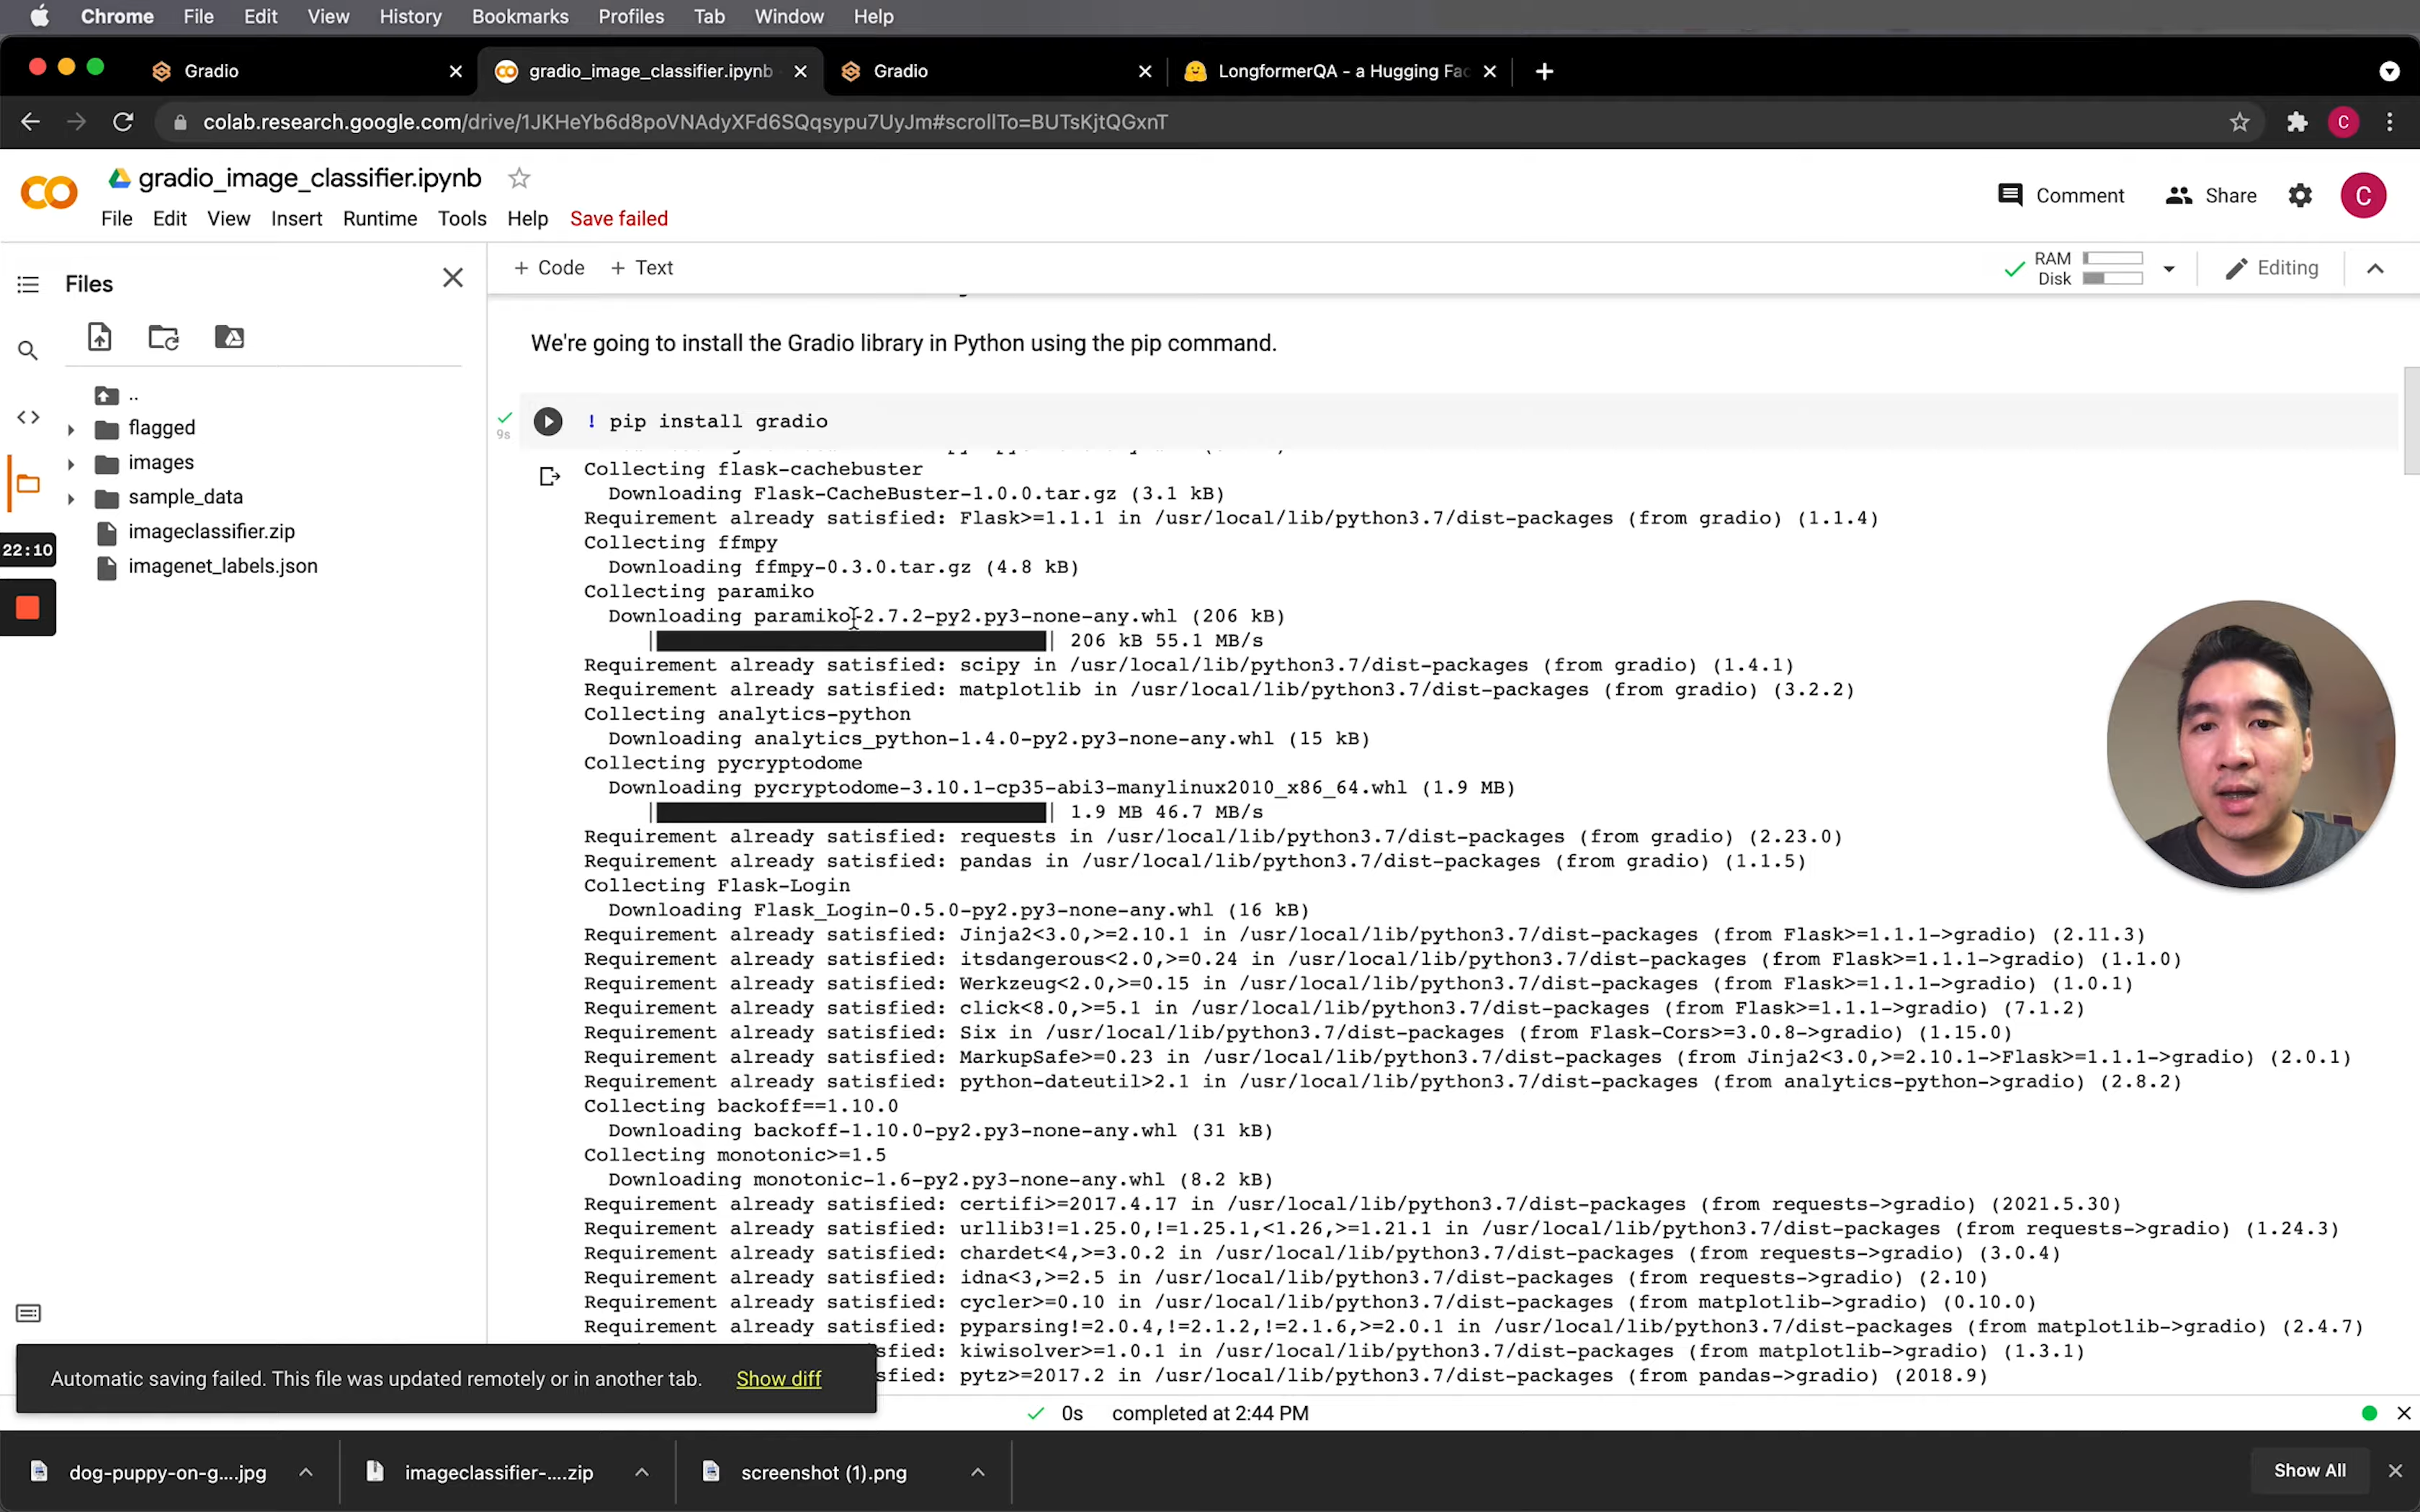 Chrome File Edit View History Bookmarks Profiles Tab Window Help
Gradio
gradio_image_classifier.ipynb
Gradio
LongformerQA - a Hugging Fac
colab.research.google.com/drive/1JKHeYb6d8poVNAdyXFd6SQqsypu7UyJm#scrollTo=BUTsKjtQGxnT
C
gradio_image_classifier.ipynb
Comment Share C
File Edit View Insert Runtime Tools Help Save failed
Files
+ Code + Text
RAM
Disk
Editing
We're going to install the Gradio library in Python using the pip command.
..
flagged
images
sample_data
imageclassifier.zip
imagenet_labels.json
22:10
9s
! pip install gradio
Collecting flask-cachebuster
Downloading Flask-CacheBuster-1.0.0.tar.gz (3.1 kB)
Requirement already satisfied: Flask>=1.1.1 in /usr/local/lib/python3.7/dist-packages (from gradio) (1.1.4)
Collecting ffmpy
Downloading ffmpy-0.3.0.tar.gz (4.8 kB)
Collecting paramiko
Downloading paramiko-2.7.2-py2.py3-none-any.whl (206 kB)
| | 206 kB 55.1 MB/s
Requirement already satisfied: scipy in /usr/local/lib/python3.7/dist-packages (from gradio) (1.4.1)
Requirement already satisfied: matplotlib in /usr/local/lib/python3.7/dist-packages (from gradio) (3.2.2)
Collecting analytics-python
Downloading analytics_python-1.4.0-py2.py3-none-any.whl (15 kB)
Collecting pycryptodome
Downloading pycryptodome-3.10.1-cp35-abi3-manylinux2010_x86_64.whl (1.9 MB)
| | 1.9 MB 46.7 MB/s
Requirement already satisfied: requests in /usr/local/lib/python3.7/dist-packages (from gradio) (2.23.0)
Requirement already satisfied: pandas in /usr/local/lib/python3.7/dist-packages (from gradio) (1.1.5)
Collecting Flask-Login
Downloading Flask_Login-0.5.0-py2.py3-none-any.whl (16 kB)
Requirement already satisfied: Jinja2<3.0,>=2.10.1 in /usr/local/lib/python3.7/dist-packages (from Flask>=1.1.1->gradio) (2.11.3)
Requirement already satisfied: itsdangerous<2.0,>=0.24 in /usr/local/lib/python3.7/dist-packages (from Flask>=1.1.1->gradio) (1.1.0)
Requirement already satisfied: Werkzeug<2.0,>=0.15 in /usr/local/lib/python3.7/dist-packages (from Flask>=1.1.1->gradio) (1.0.1)
Requirement already satisfied: click<8.0,>=5.1 in /usr/local/lib/python3.7/dist-packages (from Flask>=1.1.1->gradio) (7.1.2)
Requirement already satisfied: Six in /usr/local/lib/python3.7/dist-packages (from Flask-Cors>=3.0.8->gradio) (1.15.0)
Requirement already satisfied: MarkupSafe>=0.23 in /usr/local/lib/python3.7/dist-packages (from Jinja2<3.0,>=2.10.1->Flask>=1.1.1->gradio) (2.0.1)
Requirement already satisfied: python-dateutil>2.1 in /usr/local/lib/python3.7/dist-packages (from analytics-python->gradio) (2.8.2)
Collecting backoff==1.10.0
Downloading backoff-1.10.0-py2.py3-none-any.whl (31 kB)
Collecting monotonic>=1.5
Downloading monotonic-1.6-py2.py3-none-any.whl (8.2 kB)
Requirement already satisfied: certifi>=2017.4.17 in /usr/local/lib/python3.7/dist-packages (from requests->gradio) (2021.5.30)
Requirement already satisfied: urllib3!=1.25.0,!=1.25.1,<1.26,>=1.21.1 in /usr/local/lib/python3.7/dist-packages (from requests->gradio) (1.24.3)
Requirement already satisfied: chardet<4,>=3.0.2 in /usr/local/lib/python3.7/dist-packages (from requests->gradio) (3.0.4)
Requirement already satisfied: idna<3,>=2.5 in /usr/local/lib/python3.7/dist-packages (from requests->gradio) (2.10)
Requirement already satisfied: cycler>=0.10 in /usr/local/lib/python3.7/dist-packages (from matplotlib->gradio) (0.10.0)
Requirement already satisfied: pyparsing!=2.0.4,!=2.1.2,!=2.1.6,>=2.0.1 in /usr/local/lib/python3.7/dist-packages (from matplotlib->gradio) (2.4.7)
sfied: kiwisolver>=1.0.1 in /usr/local/lib/python3.7/dist-packages (from matplotlib->gradio) (1.3.1)
sfied: pytz>=2017.2 in /usr/local/lib/python3.7/dist-packages (from pandas->gradio) (2018.9)
Automatic saving failed. This file was updated remotely or in another tab. Show diff
0s completed at 2:44 PM
dog-puppy-on-g....jpg
imageclassifier-....zip
screenshot (1).png
Show All